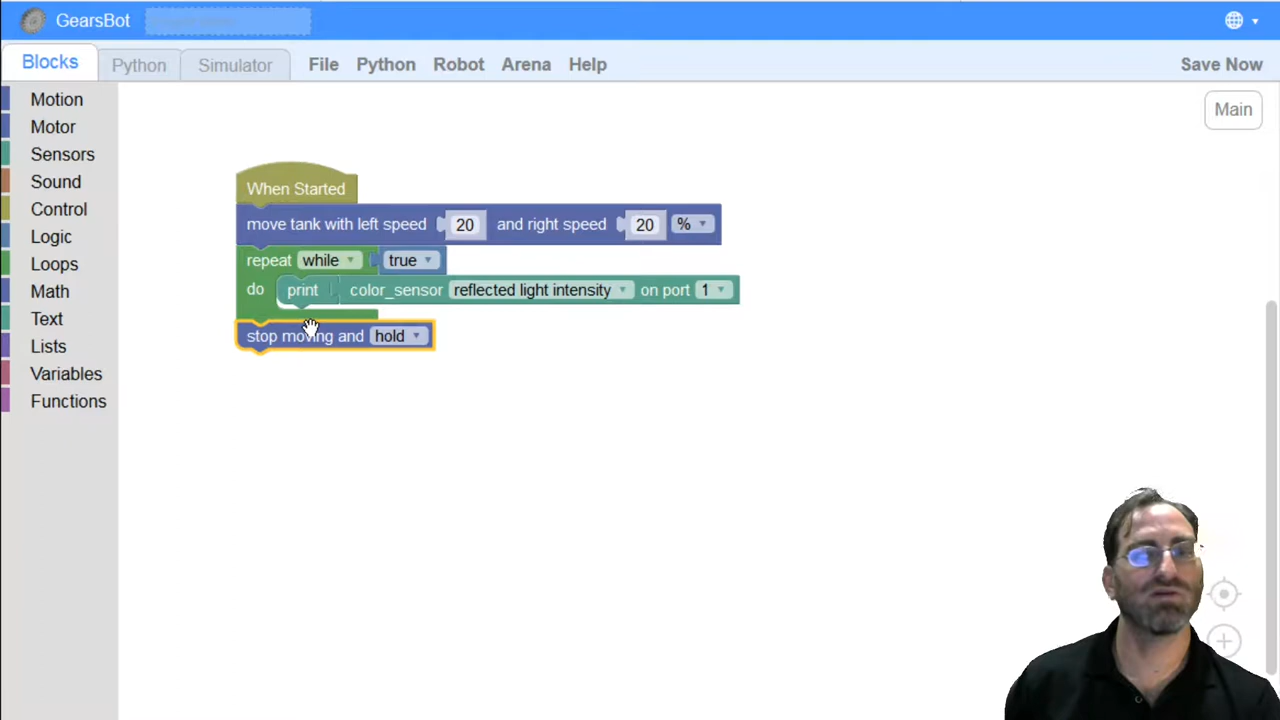 GearsBot
Blocks Python Simulator File Python Robot Arena Help Save Now
Main
Motion
Motor
Sensors
Sound
Control
Logic
Loops
Math
Text
Lists
Variables
Functions
When Started
move tank with left speed 20 and right speed 20 %
repeat while true
do print color_sensor reflected light intensity on port 1
stop moving and hold